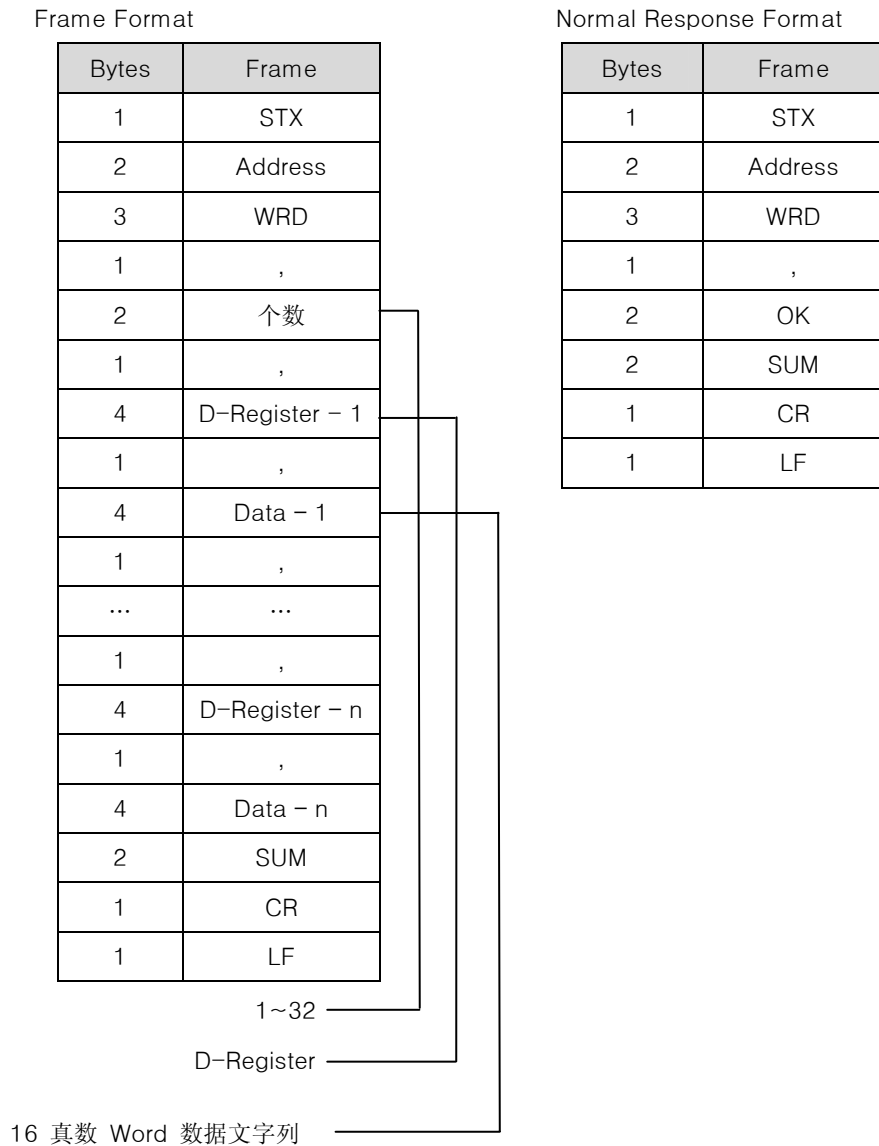 Frame Format
Bytes Frame
1 STX
2 Address
3 WRD
1 ,
2 个数
1 ,
4 D-Register - 1
1 ,
4 Data - 1
1 ,
... ...
1 ,
4 D-Register - n
1 ,
4 Data - n
2 SUM
1 CR
1 LF
1~32
D-Register
16 真数 Word 数据文字列
Normal Response Format
Bytes Frame
1 STX
2 Address
3 WRD
1 ,
2 OK
2 SUM
1 CR
1 LF